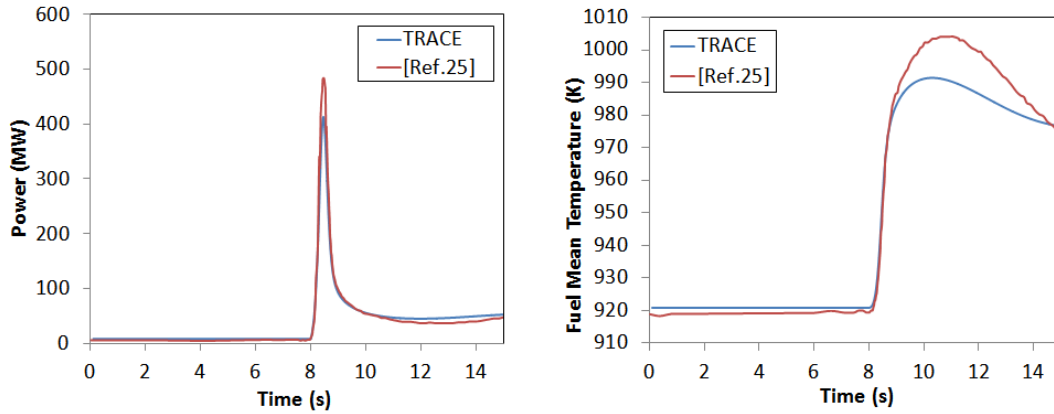 600
500
400
300
200
100
0
Power (MW)
TRACE
[Ref.25]
0 2 4 6 8 10 12 14
Time (s)
1010
1000
990
980
970
960
950
940
930
920
910
Fuel Mean Temperature (K)
TRACE
[Ref.25]
0 2 4 6 8 10 12 14
Time (s)